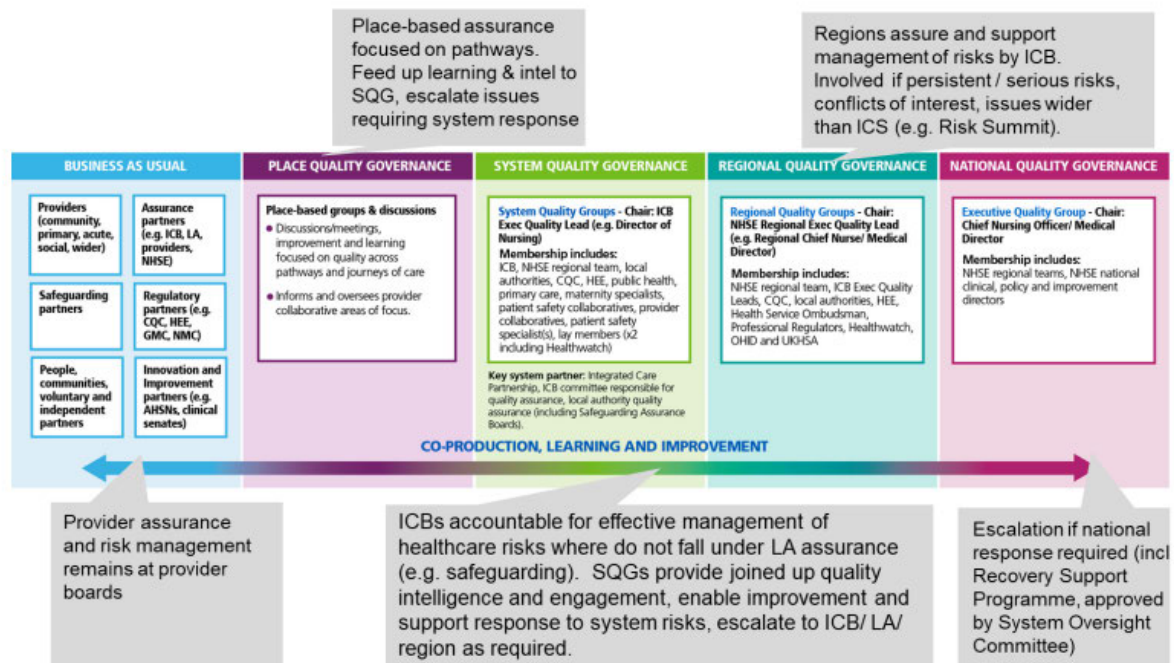 Place-based assurance
focused on pathways.
Feed up learning & intel to
SQG, escalate issues
requiring system response
Regions assure and support
management of risks by ICB.
Involved if persistent / serious risks,
conflicts of interest, issues wider
than ICS (e.g. Risk Summit).
BUSINESS AS USUAL
Providers
(community,
primary, acute,
social, wider)
Assurance
partners
(e.g. ICB, LA,
providers,
NHSE)
Safeguarding
partners
Regulatory
partners (e.g.
CQC, HEE,
GMC, NMC)
People,
communities,
voluntary and
independent
partners
Innovation and
Improvement
partners (e.g.
AHSNs, clinical
senates)
PLACE QUALITY GOVERNANCE
Place-based groups & discussions
• Discussions/meetings,
improvement and learning
focused on quality across
pathways and journeys of care
• Informs and oversees provider
collaborative areas of focus.
SYSTEM QUALITY GOVERNANCE
System Quality Groups - Chair: ICB
Exec Quality Lead (e.g. Director of
Nursing)
Membership includes:
ICB, NHSE regional team, local
authorities, CQC, HEE, public health,
primary care, maternity specialists,
patient safety collaboratives, provider
collaboratives, patient safety
specialist(s), lay members (x2
including Healthwatch)
Key system partner: Integrated Care
Partnership, ICB committee responsible for
quality assurance, local authority quality
assurance (including Safeguarding Assurance
Boards).
REGIONAL QUALITY GOVERNANCE
Regional Quality Groups - Chair:
NHSE Regional Exec Quality Lead
(e.g. Regional Chief Nurse/ Medical
Director)
Membership includes:
NHSE regional team, ICB Exec Quality
Leads, CQC, local authorities, HEE,
Health Service Ombudsman,
Professional Regulators, Healthwatch,
OHID and UKHSA
NATIONAL QUALITY GOVERNANCE
Executive Quality Group - Chair:
Chief Nursing Officer/ Medical
Director
Membership includes:
NHSE regional teams, NHSE national
clinical, policy and improvement
directors
CO-PRODUCTION, LEARNING AND IMPROVEMENT
Provider assurance
and risk management
remains at provider
boards
ICBs accountable for effective management of
healthcare risks where do not fall under LA assurance
(e.g. safeguarding). SQGs provide joined up quality
intelligence and engagement, enable improvement and
support response to system risks, escalate to ICB/ LA/
region as required.
Escalation if national
response required (incl
Recovery Support
Programme, approved
by System Oversight
Committee)